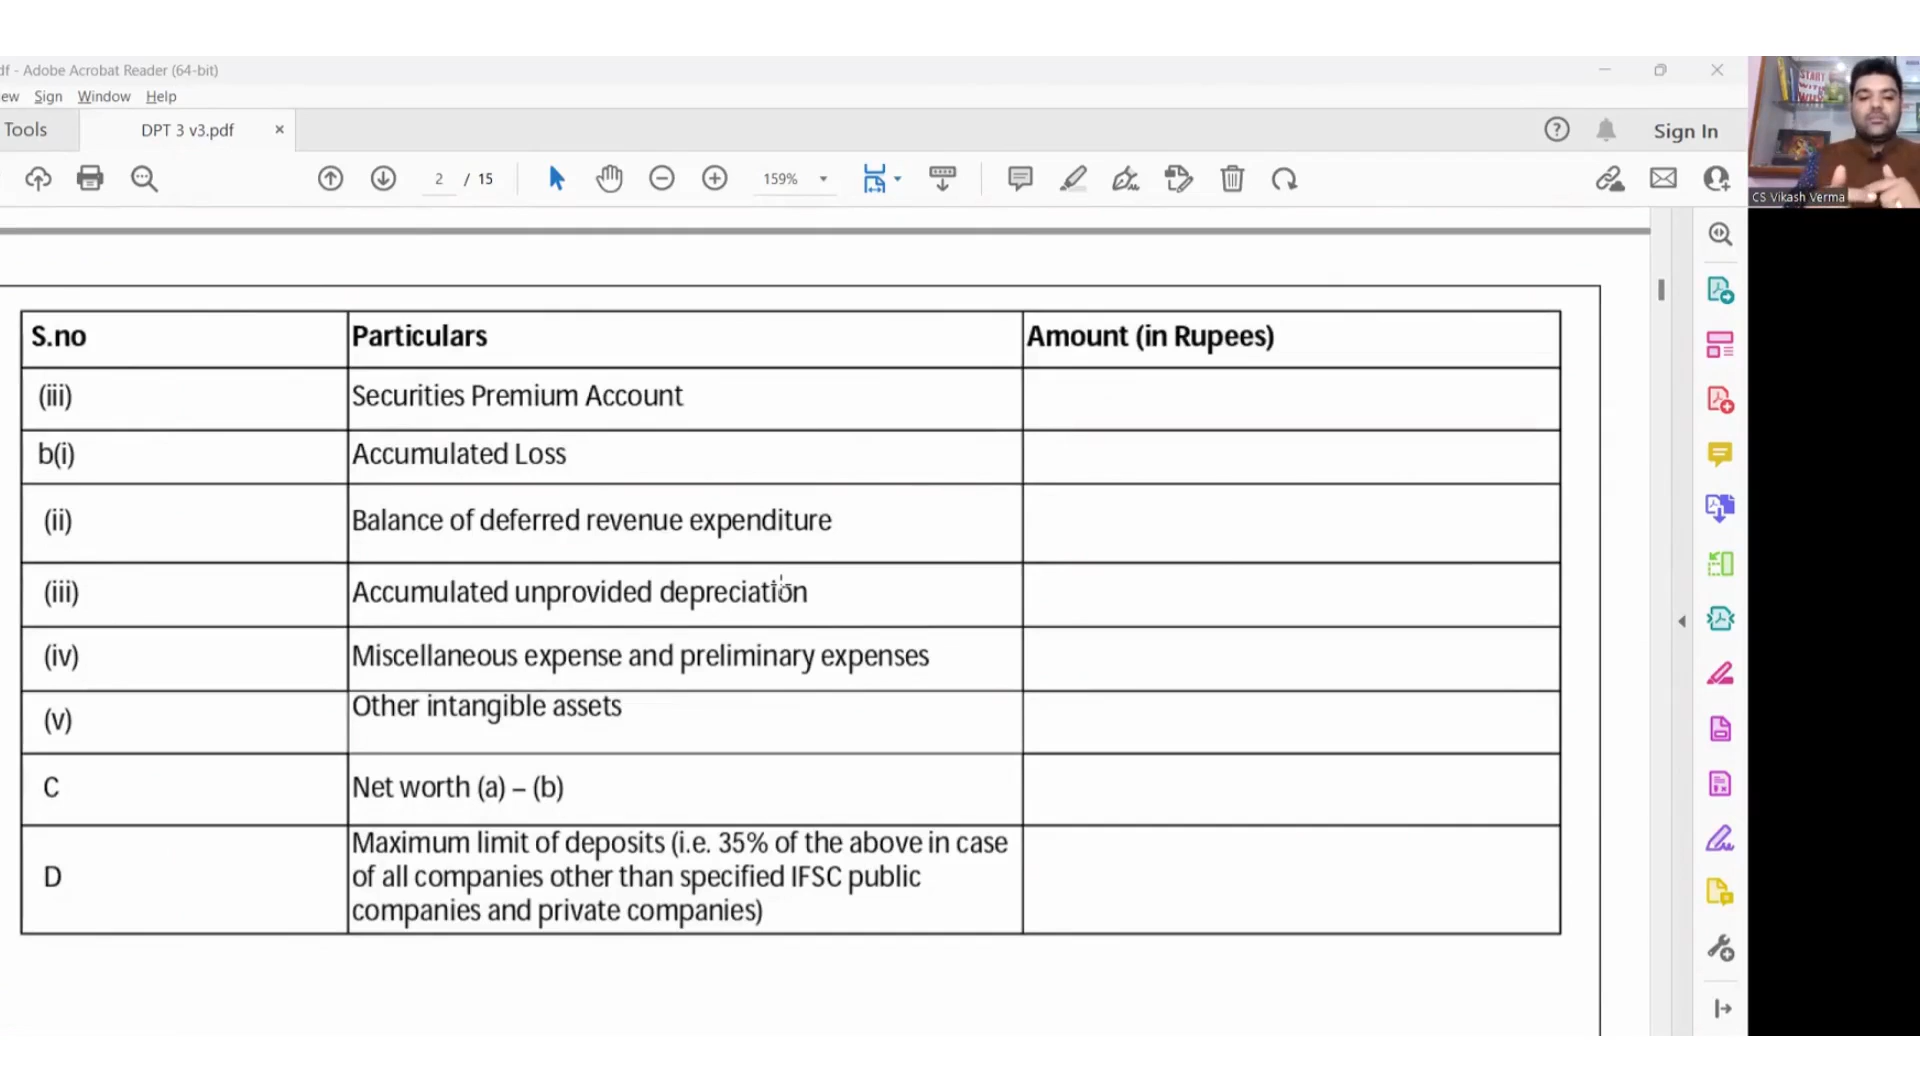 df - Adobe Acrobat Reader (64-bit)
ew Sign Window Help
Tools DPT 3 v3.pdf × Sign In
2 / 15 159%
S.no Particulars Amount (in Rupees)
(iii) Securities Premium Account
b(i) Accumulated Loss
(ii) Balance of deferred revenue expenditure
(iii) Accumulated unprovided depreciation
(iv) Miscellaneous expense and preliminary expenses
(v) Other intangible assets
C Net worth (a) – (b)
D Maximum limit of deposits (i.e. 35% of the above in case
of all companies other than specified IFSC public
companies and private companies)
START
CS Vikash Verma